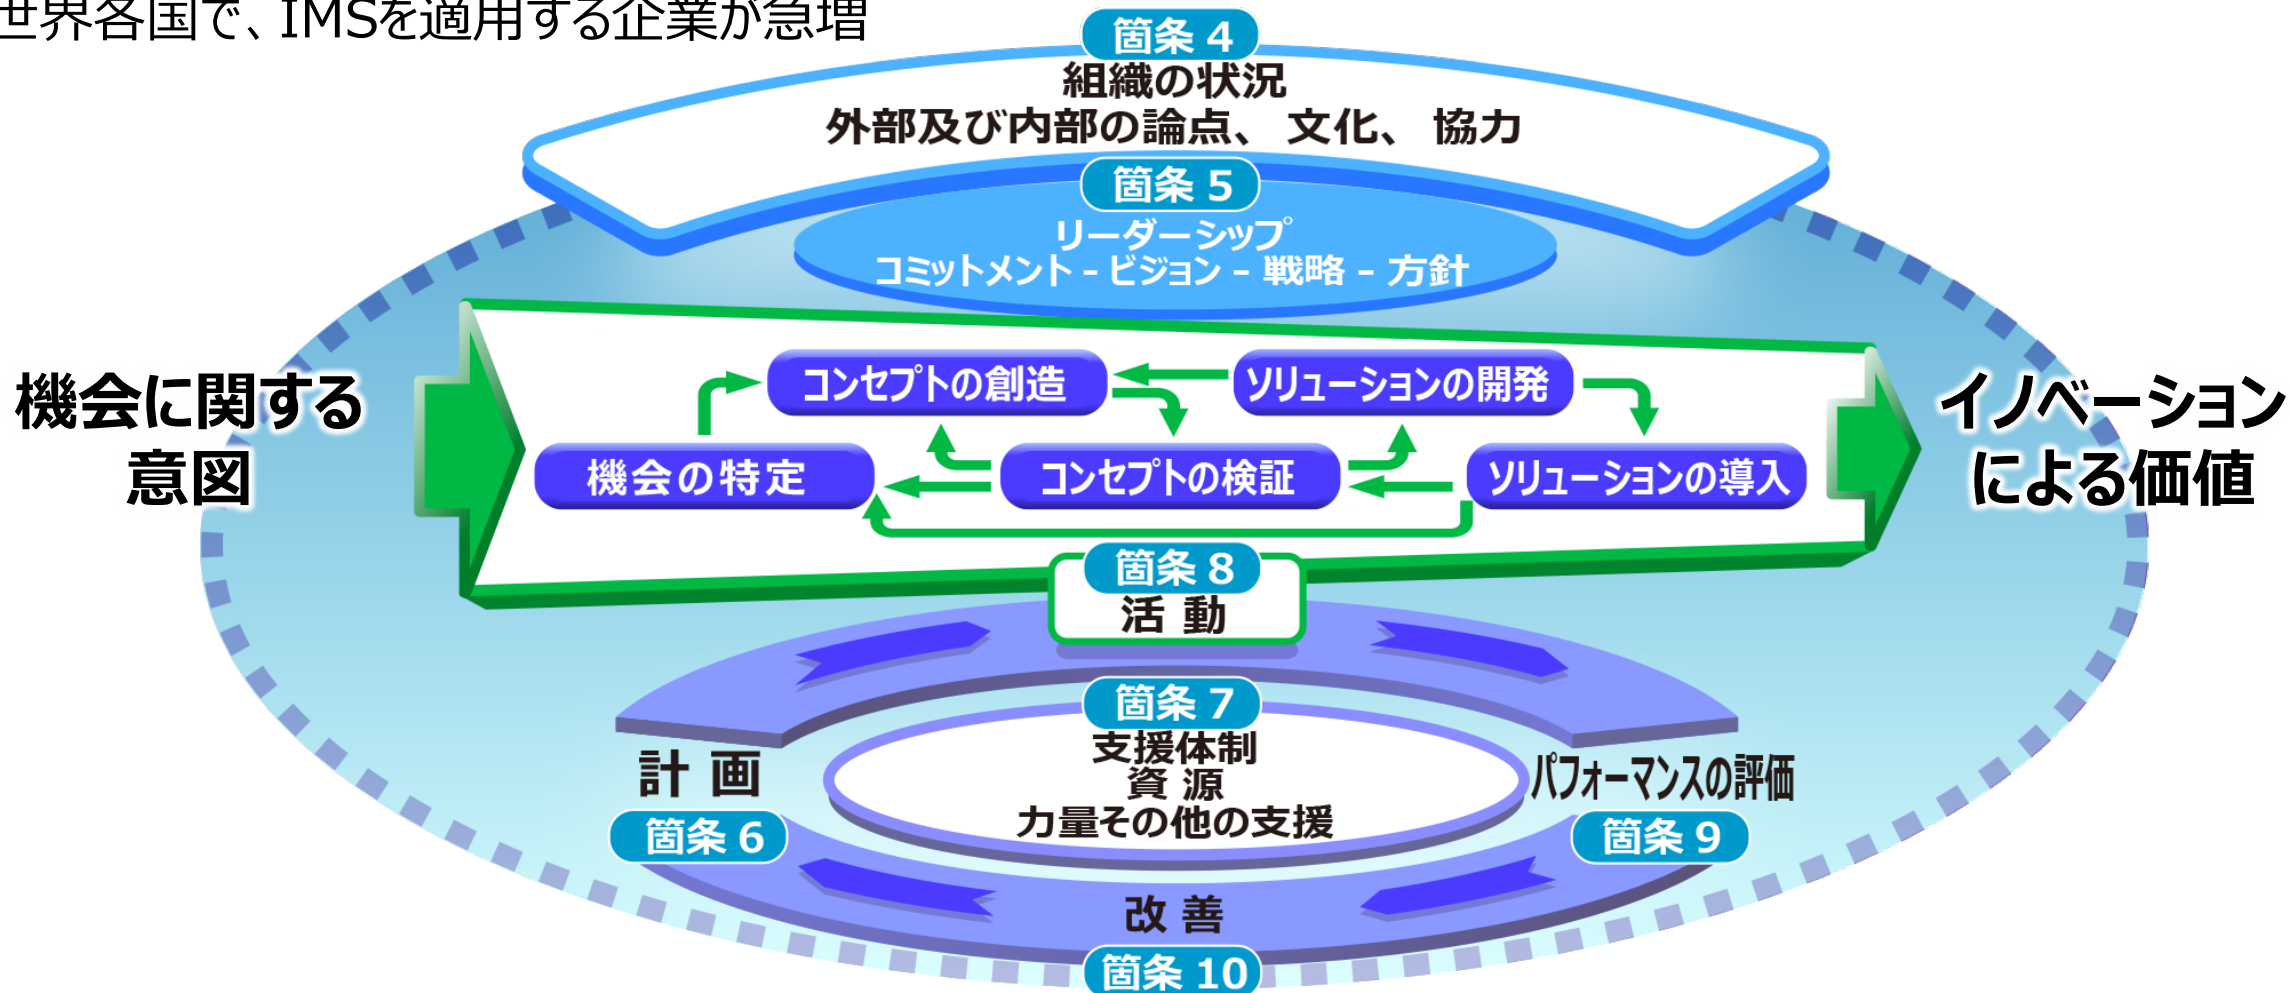 世界各国で、IMSを適用する企業が急増
箇条 4
組織の状況
外部及び内部の論点、 文化、 協力
箇条 5
リーダーシップ
コミットメント - ビジョン - 戦略 - 方針
機会に関する
意図
コンセプトの創造
ソリューションの開発
機会の特定
コンセプトの検証
ソリューションの導入
イノベーション
による価値
箇条 8
活 動
箇条 7
支援体制
資 源
力量その他の支援
計 画
箇条 6
パフォーマンスの評価
箇条 9
改 善
箇条 10